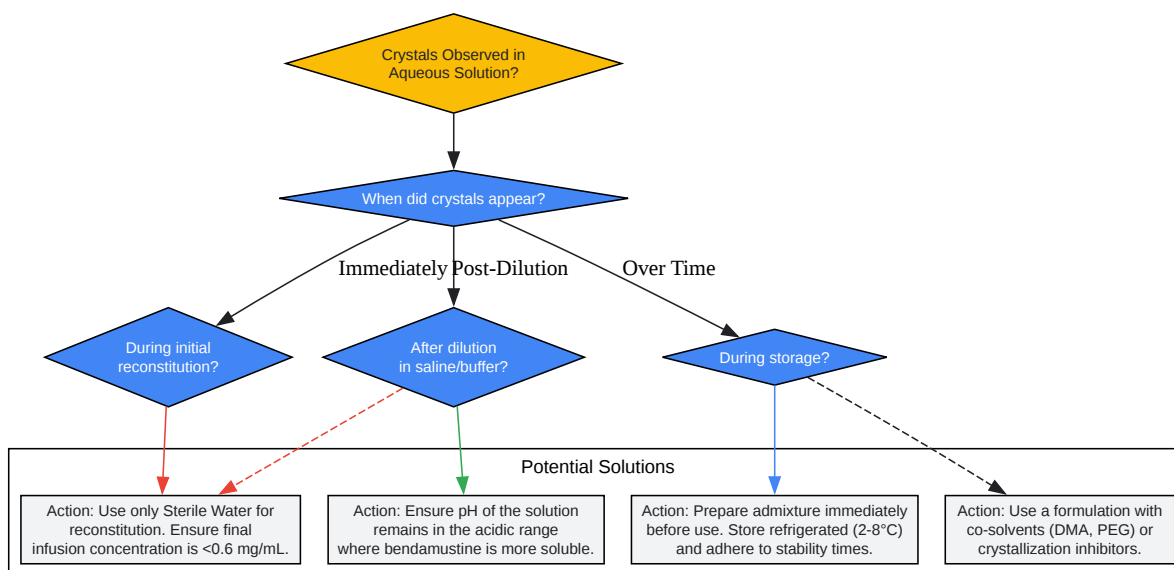 Crystals Observed in
Aqueous Solution?
When did crystals appear?
Immediately
Post-Dilution
Over Time
During initial
reconstitution?
After dilution
in saline/buffer?
During storage?
Potential Solutions
Action: Use only Sterile Water for
reconstitution. Ensure final
infusion concentration is <0.6 mg/mL.
Action: Ensure pH of the solution
remains in the acidic range
where bendamustine is more soluble.
Action: Prepare admixture immediately
before use. Store refrigerated (2-8°C)
and adhere to stability times.
Action: Use a formulation with
co-solvents (DMA, PEG) or
crystallization inhibitors.